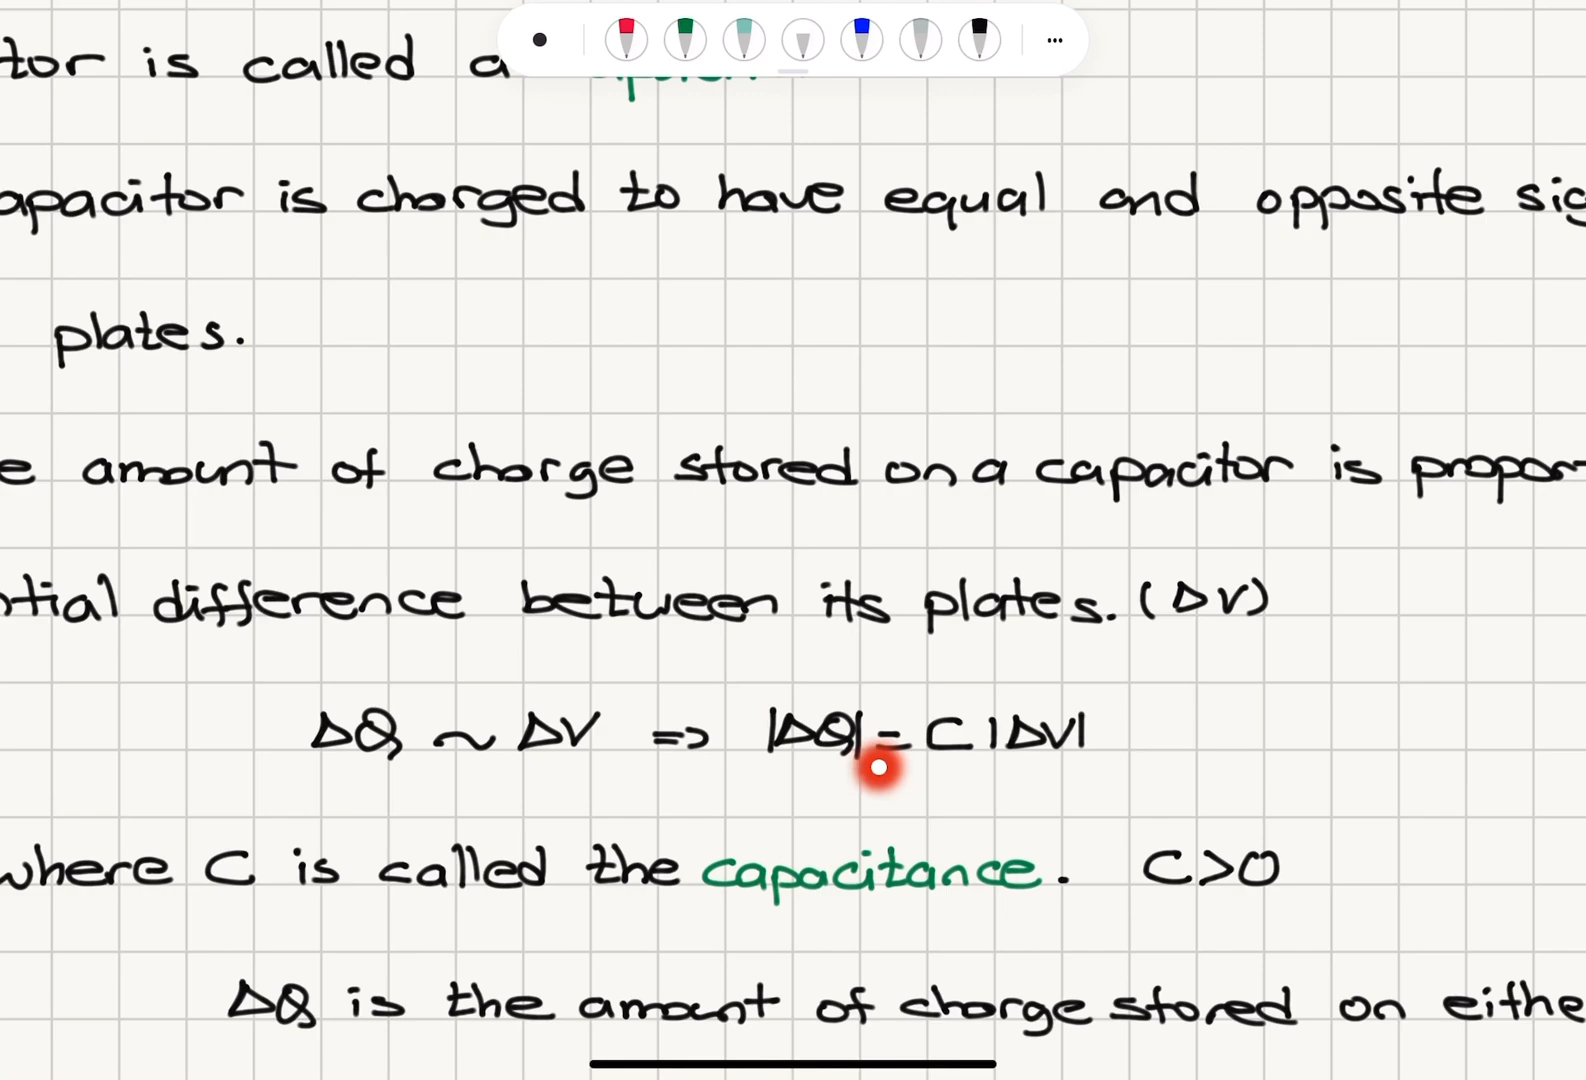 tor is called a
apacitor is charged to have equal and opposite sig
plates.
e amount of charge stored on a capacitor is propor
ntial difference between its plates. (ΔV)
ΔQ ~ ΔV => |ΔQ| = C |ΔV|
where C is called the capacitance. C>0
ΔQ is the amount of charge stored on eithe